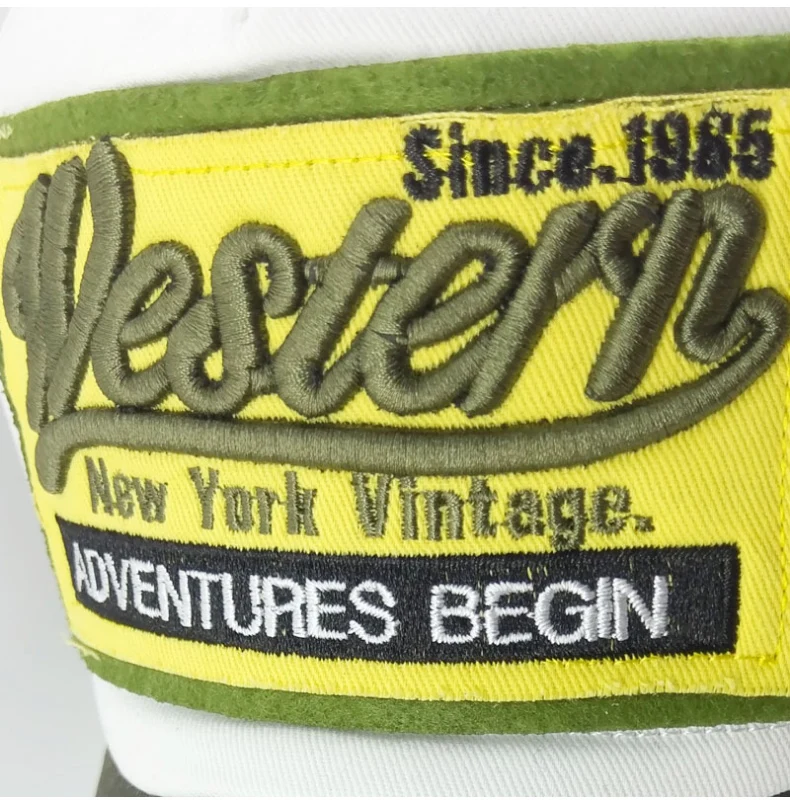 Since.1985
Western
New York Vintage.
ADVENTURES BEGIN